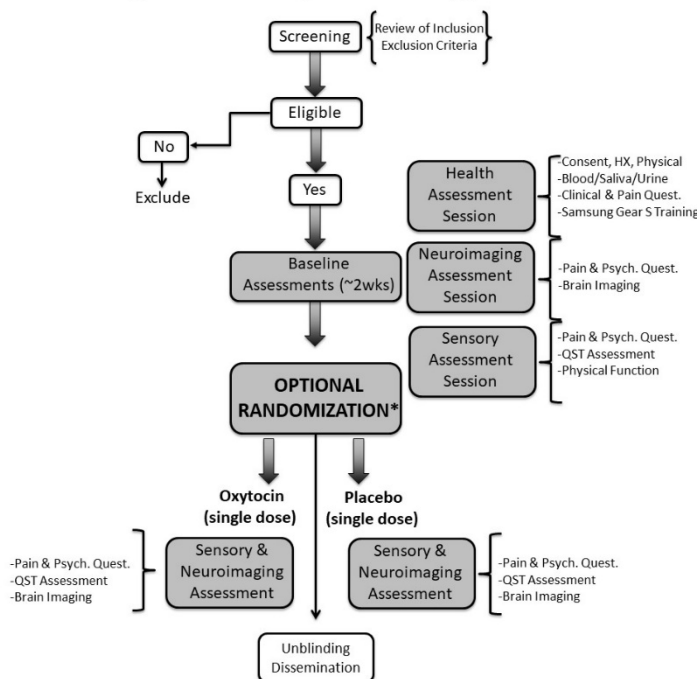 Screening
Review of Inclusion
Exclusion Criteria
Eligible
No
Exclude
Yes
Health
Assessment
Session
-Consent, HX, Physical
-Blood/Saliva/Urine
-Clinical & Pain Quest.
-Samsung Gear S Training
Baseline
Assessments (~2wks)
Neuroimaging
Assessment
Session
-Pain & Psych. Quest.
-Brain Imaging
Sensory
Assessment
Session
-Pain & Psych. Quest.
-QST Assessment
-Physical Function
OPTIONAL
RANDOMIZATION*
Oxytocin
(single dose)
Placebo
(single dose)
-Pain & Psych. Quest.
-QST Assessment
-Brain Imaging
Sensory &
Neuroimaging
Assessment
Sensory &
Neuroimaging
Assessment
-Pain & Psych. Quest.
-QST Assessment
-Brain Imaging
Unblinding
Dissemination